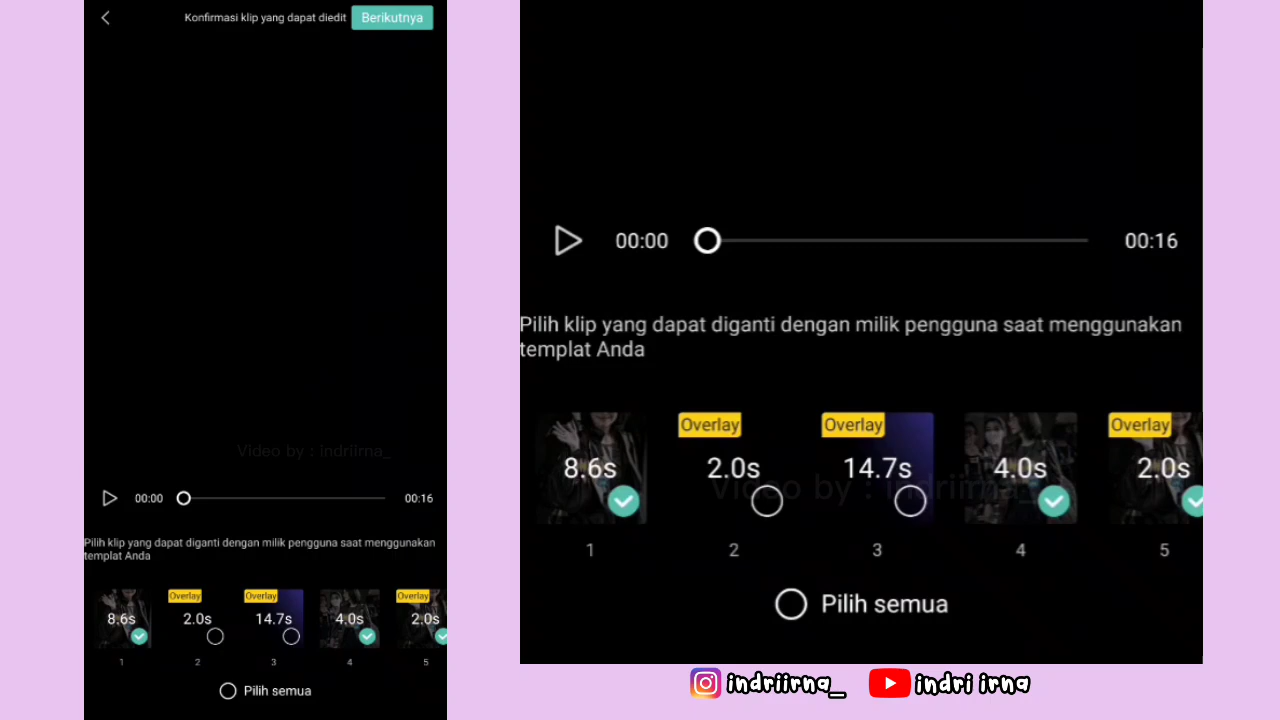 Konfirmasi klip yang dapat diedit
Berikutnya
Video by : indriirna_
00:00
00:16
Pilih klip yang dapat diganti dengan milik pengguna saat menggunakan
templat Anda
8.6s
Overlay
2.0s
Overlay
14.7s
4.0s
Overlay
2.0s
1
2
3
4
5
Pilih semua
00:00
00:16
Pilih klip yang dapat diganti dengan milik pengguna saat menggunakan
templat Anda
8.6s
Overlay
2.0s
Overlay
14.7s
4.0s
Overlay
2.0s
Video by : indriirna_
1
2
3
4
5
Pilih semua
indriirna_
indri irna